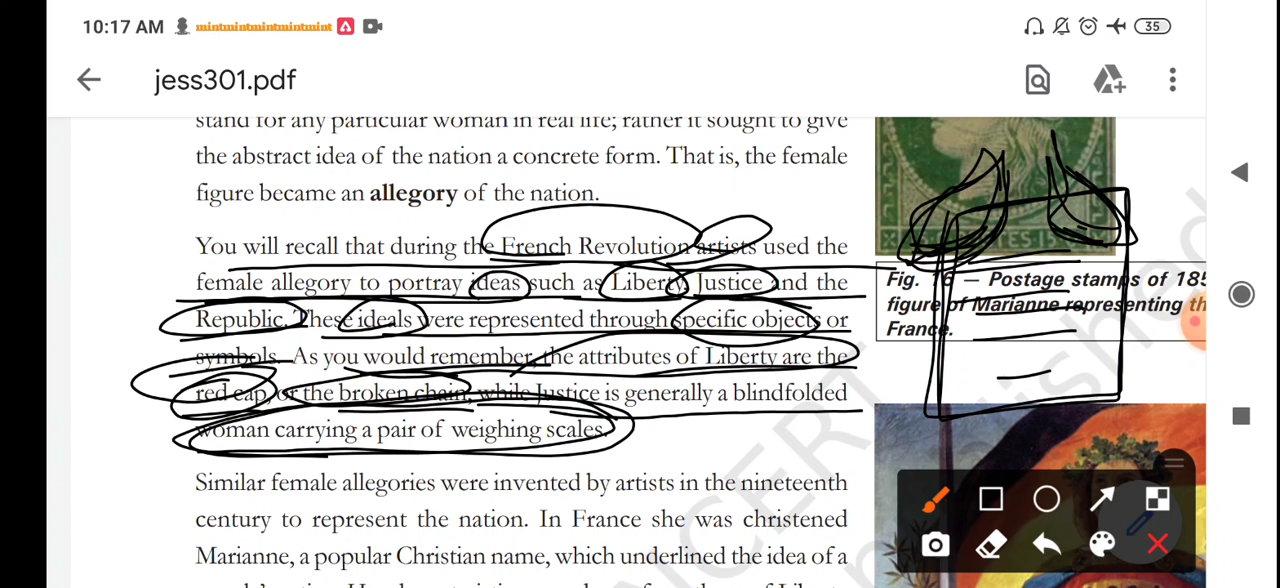 10:17 AM mintmintmintmintmint 35
jess301.pdf
stand for any particular woman in real life; rather it sought to give
the abstract idea of the nation a concrete form. That is, the female
figure became an allegory of the nation.
You will recall that during the French Revolution artists used the
female allegory to portray ideas such as Liberty, Justice and the
Republic. These ideals were represented through specific objects or
symbols. As you would remember, the attributes of Liberty are the
red cap, or the broken chain, while Justice is generally a blindfolded
woman carrying a pair of weighing scales.
Similar female allegories were invented by artists in the nineteenth
century to represent the nation. In France she was christened
Marianne, a popular Christian name, which underlined the idea of a
Fig. 16 — Postage stamps of 185
figure of Marianne representing th
France.
NCERT